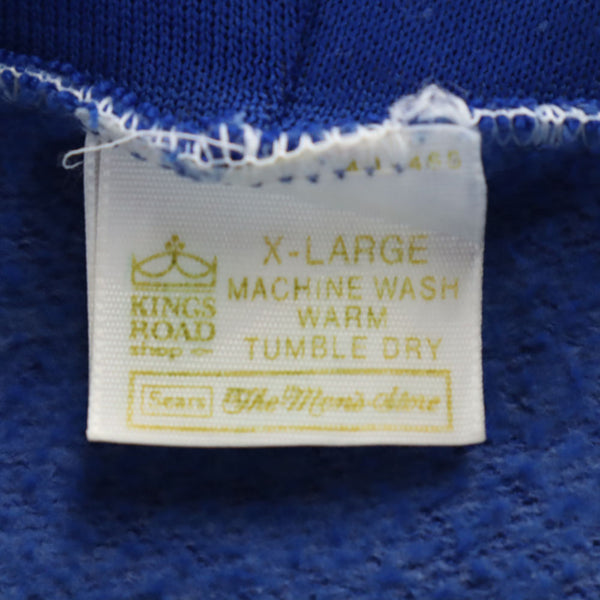 X-LARGE
MACHINE WASH
WARM
TUMBLE DRY
KINGS
ROAD
shop
Sears The Men's Store